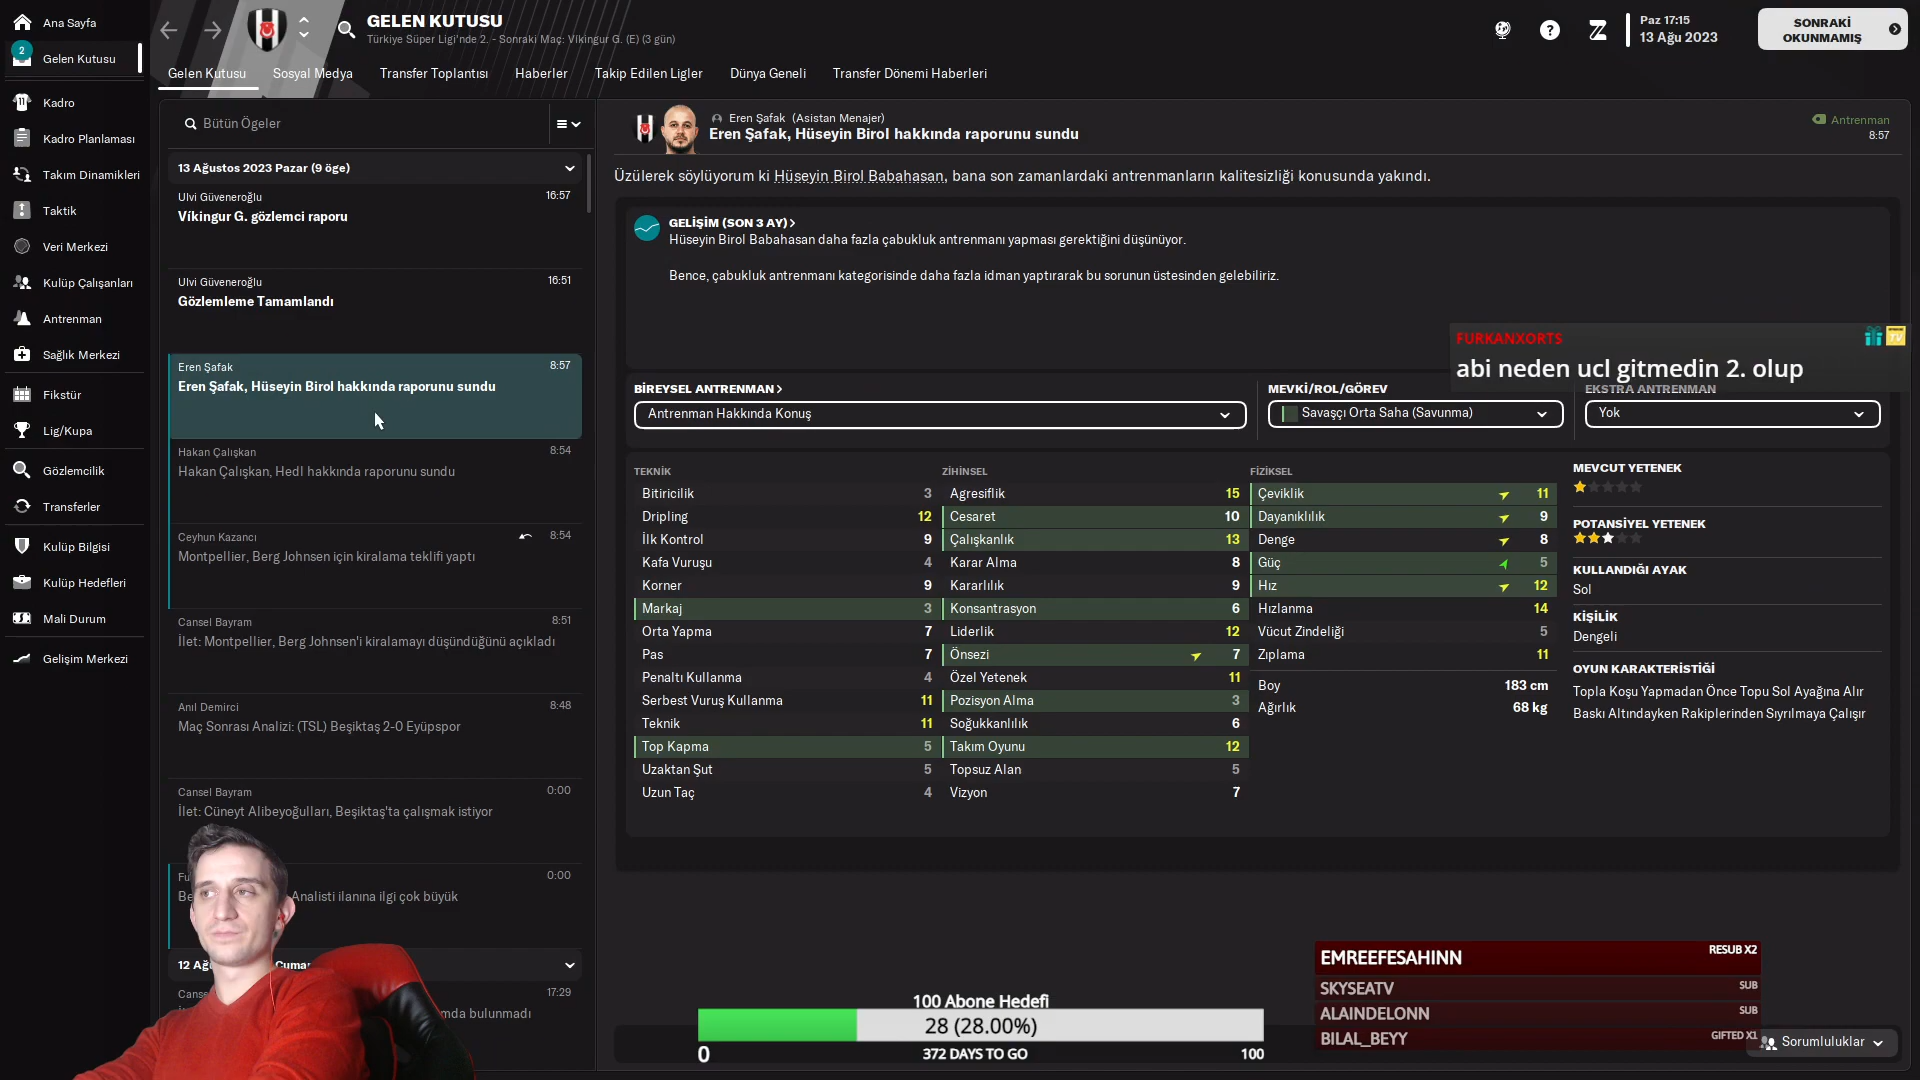 Ana Sayfa
2
Gelen Kutusu
Kadro
Kadro Planlaması
Takım Dinamikleri
Taktik
Veri Merkezi
Kulüp Çalışanları
Antrenman
Sağlık Merkezi
Fikstür
Lig/Kupa
Gözlemcilik
Transferler
Kulüp Bilgisi
Kulüp Hedefleri
Mali Durum
Gelişim Merkezi
GELEN KUTUSU
Türkiye Süper Ligi'nde 2. - Sonraki Maç: Víkingur G. (E) (3 gün)
Paz 17:15
13 Ağu 2023
SONRAKİ
OKUNMAMIŞ
Gelen Kutusu
Sosyal Medya
Transfer Toplantısı
Haberler
Takip Edilen Ligler
Dünya Geneli
Transfer Dönemi Haberleri
Bütün Ögeler
13 Ağustos 2023 Pazar (9 öge)
Ulvi Güveneroğlu 16:57
Víkingur G. gözlemci raporu
Ulvi Güveneroğlu 16:51
Gözlemleme Tamamlandı
Eren Şafak 8:57
Eren Şafak, Hüseyin Birol hakkında raporunu sundu
Hakan Çalışkan 8:54
Hakan Çalışkan, Hedl hakkında raporunu sundu
Ceyhun Kazancı 8:54
Montpellier, Berg Johnsen için kiralama teklifi yaptı
Cansel Bayram 8:51
İlet: Montpellier, Berg Johnsen'i kiralamayı düşündüğünü açıkladı
Anıl Demirci 8:48
Maç Sonrası Analizi: (TSL) Beşiktaş 2-0 Eyüpspor
Cansel Bayram 0:00
İlet: Cüneyt Alibeyoğulları, Beşiktaş'ta çalışmak istiyor
Fu 0:00
Be Analisti ilanına ilgi çok büyük
12 Ağ Cumar
Canse 17:29
mda bulunmadı
Eren Şafak (Asistan Menajer)
Eren Şafak, Hüseyin Birol hakkında raporunu sundu
Antrenman
8:57
Üzülerek söylüyorum ki Hüseyin Birol Babahasan, bana son zamanlardaki antrenmanların kalitesizliği konusunda yakındı.
GELİŞİM (SON 3 AY)
Hüseyin Birol Babahasan daha fazla çabukluk antrenmanı yapması gerektiğini düşünüyor.
Bence, çabukluk antrenmanı kategorisinde daha fazla idman yaptırarak bu sorunun üstesinden gelebiliriz.
FURKANXORTS
TV
abi neden ucl gitmedin 2. olup
BİREYSEL ANTRENMAN
Antrenman Hakkında Konuş
MEVKİ/ROL/GÖREV
Savaşçı Orta Saha (Savunma)
EKSTRA ANTRENMAN
Yok
TEKNİK
Bitiricilik 3
Dripling 12
İlk Kontrol 9
Kafa Vuruşu 4
Korner 9
Markaj 3
Orta Yapma 7
Pas 7
Penaltı Kullanma 4
Serbest Vuruş Kullanma 11
Teknik 11
Top Kapma 5
Uzaktan Şut 5
Uzun Taç 4
ZİHİNSEL
Agresiflik 15
Cesaret 10
Çalışkanlık 13
Karar Alma 8
Kararlılık 9
Konsantrasyon 6
Liderlik 12
Önsezi 7
Özel Yetenek 11
Pozisyon Alma 3
Soğukkanlılık 6
Takım Oyunu 12
Topsuz Alan 5
Vizyon 7
FİZİKSEL
Çeviklik 11
Dayanıklılık 9
Denge 8
Güç 5
Hız 12
Hızlanma 14
Vücut Zindeliği 5
Zıplama 11
Boy 183 cm
Ağırlık 68 kg
MEVCUT YETENEK
POTANSİYEL YETENEK
KULLANDIĞI AYAK
Sol
KİŞİLİK
Dengeli
OYUN KARAKTERİSTİĞİ
Topla Koşu Yapmadan Önce Topu Sol Ayağına Alır
Baskı Altındayken Rakiplerinden Sıyrılmaya Çalışır
100 Abone Hedefi
28 (28.00%)
0 372 DAYS TO GO 100
EMREEFESAHINN RESUB X2
SKYSEATV SUB
ALAINDELONN SUB
BILAL_BEYY GIFTED X1
Sorumluluklar